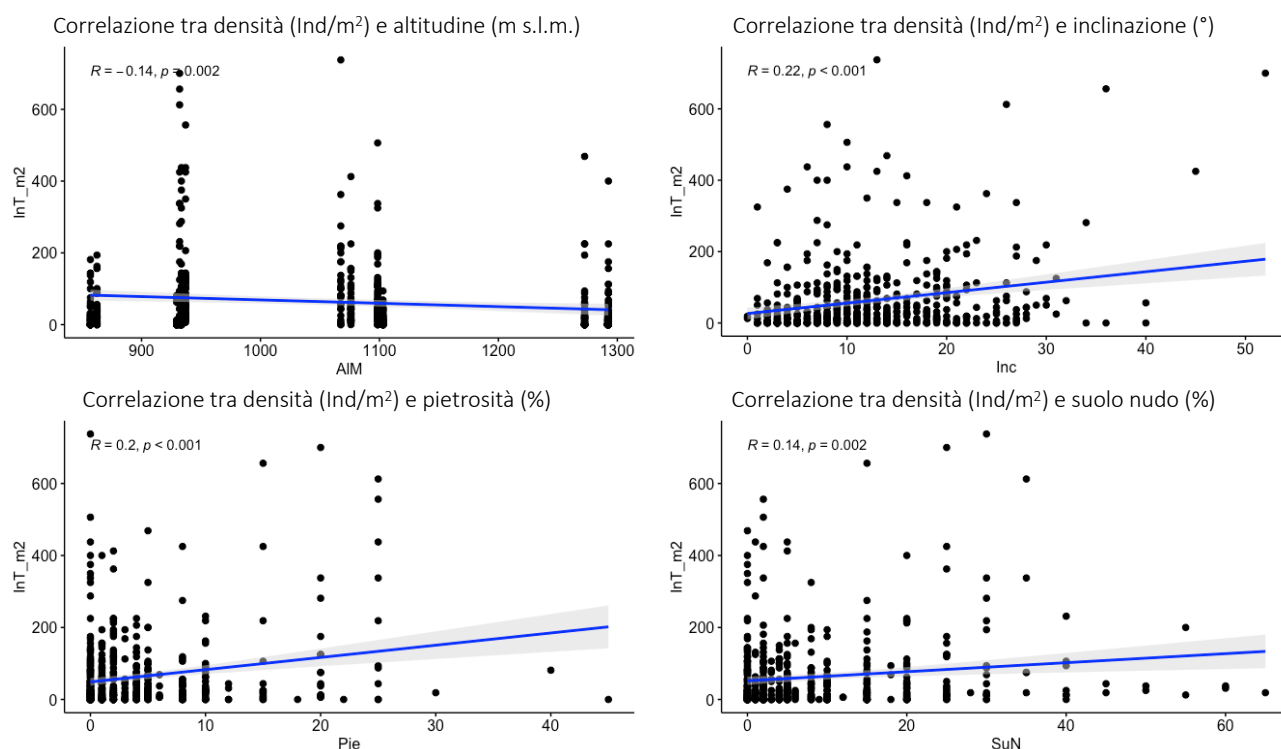 Correlazione tra densità (Ind/m²) e altitudine (m s.l.m.)
R = −0.14, p = 0.002
600
400
200
0
InT_m2
900
1000
1100
1200
1300
AlM
Correlazione tra densità (Ind/m²) e inclinazione (°)
R = 0.22, p < 0.001
600
400
200
0
InT_m2
0
10
20
30
40
50
Inc
Correlazione tra densità (Ind/m²) e pietrosità (%)
R = 0.2, p < 0.001
600
400
200
0
InT_m2
0
10
20
30
40
Pie
Correlazione tra densità (Ind/m²) e suolo nudo (%)
R = 0.14, p = 0.002
600
400
200
0
InT_m2
0
20
40
60
SuN